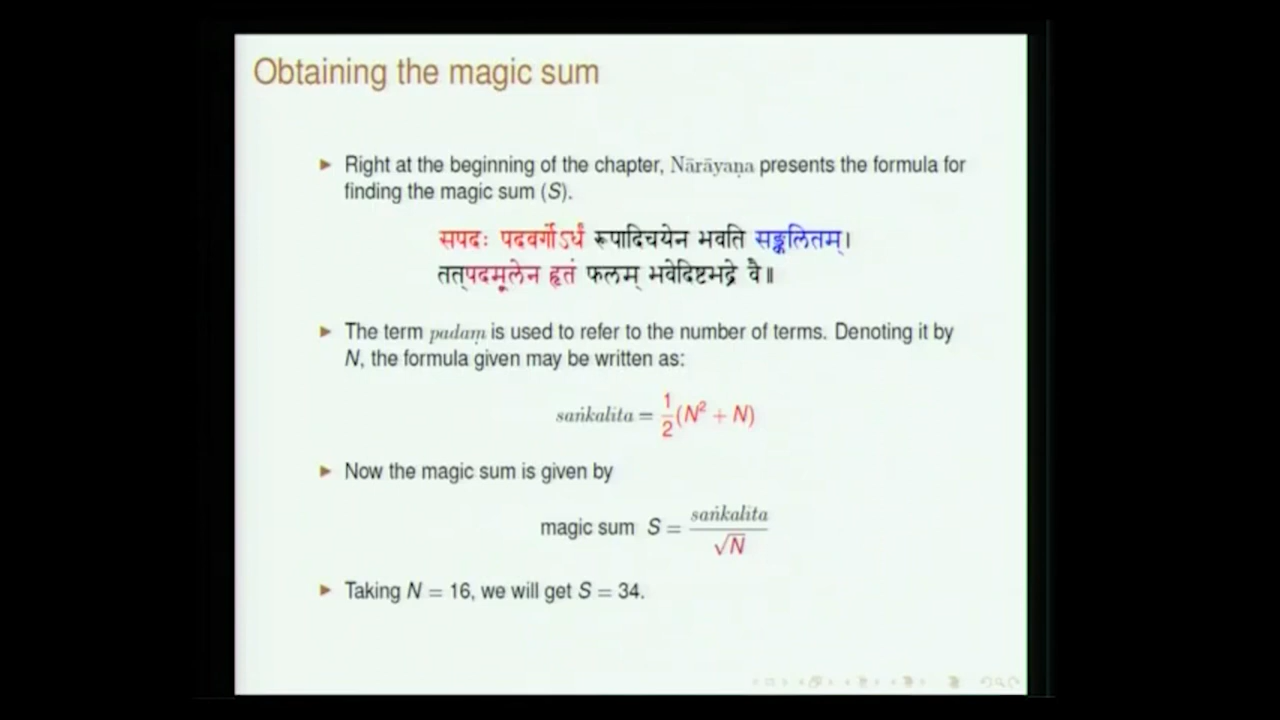 Obtaining the magic sum
► Right at the beginning of the chapter, Nārāyaṇa presents the formula for
finding the magic sum (S).
सपदः पदवर्गोऽर्धं रूपादिचयेन भवति सङ्कलितम्।
तत्पदमूलेन हृतं फलम् भवेदिष्टभद्रे वै॥
► The term padaṃ is used to refer to the number of terms. Denoting it by
N, the formula given may be written as:
saṅkalita = 1/2 (N² + N)
► Now the magic sum is given by
magic sum S = saṅkalita / √N
► Taking N = 16, we will get S = 34.